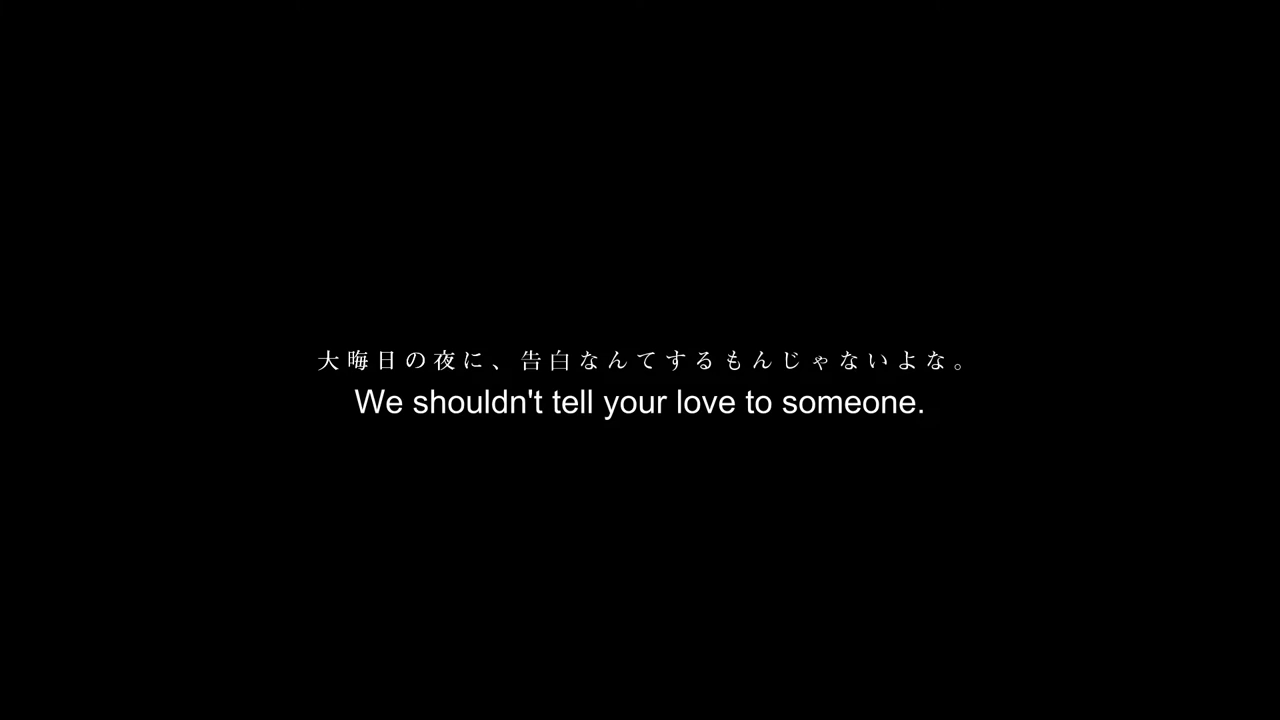 大晦日の夜に、告白なんてするもんじゃないよな。
We shouldn't tell your love to someone.